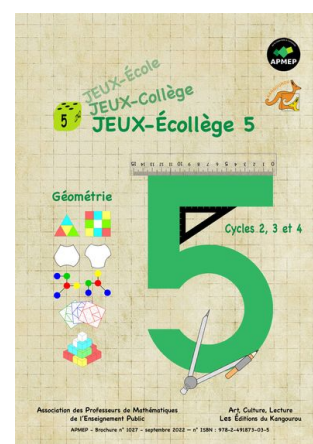 APMEP
JEUX-École
JEUX-Collège
5
JEUX-Écollège 5
Géométrie
5
Cycles 2, 3 et 4
Association des Professeurs de Mathématiques
de l'Enseignement Public
Art, Culture, Lecture
Les Éditions du Kangourou
APMEP – Brochure n° 1027 – septembre 2022 – n° ISBN : 978-2-491873-03-5